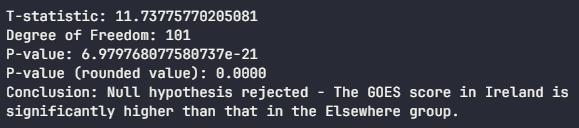 T-statistic: 11.73775770205081
Degree of Freedom: 101
P-value: 6.979768077580737e-21
P-value (rounded value): 0.0000
Conclusion: Null hypothesis rejected - The GOES score in Ireland is
significantly higher than that in the Elsewhere group.